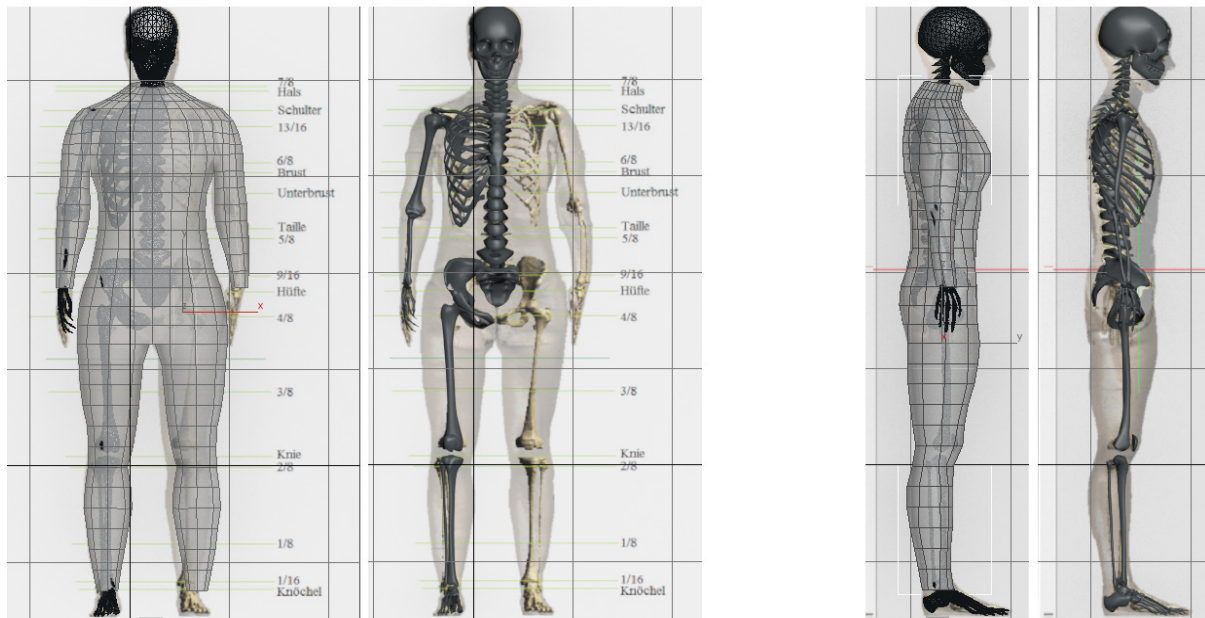 7/8
Hals
Schulter
13/16
6/8
Brust
Unterbrust
Taille
5/8
9/16
Hüfte
x
4/8
3/8
Knie
2/8
1/8
1/16
Knöchel
7/8
Hals
Schulter
13/16
6/8
Brust
Unterbrust
Taille
5/8
9/16
Hüfte
4/8
3/8
Knie
2/8
1/8
1/16
Knöchel
x
y